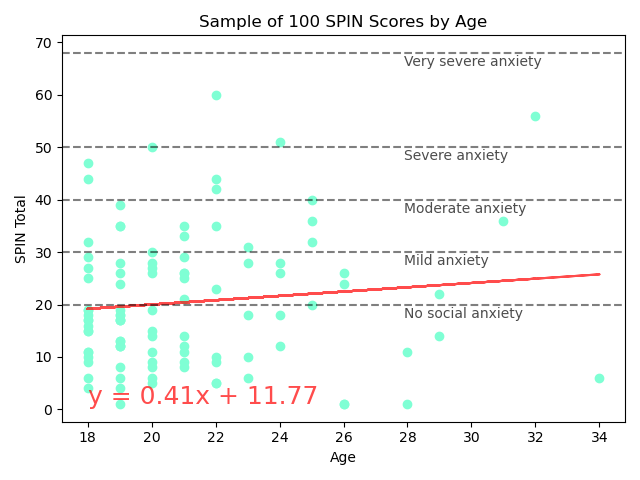 Sample of 100 SPIN Scores by Age
70
60
50
40
30
20
10
0
SPIN Total
Very severe anxiety
Severe anxiety
Moderate anxiety
Mild anxiety
No social anxiety
y = 0.41x + 11.77
18 20 22 24 26 28 30 32 34
Age